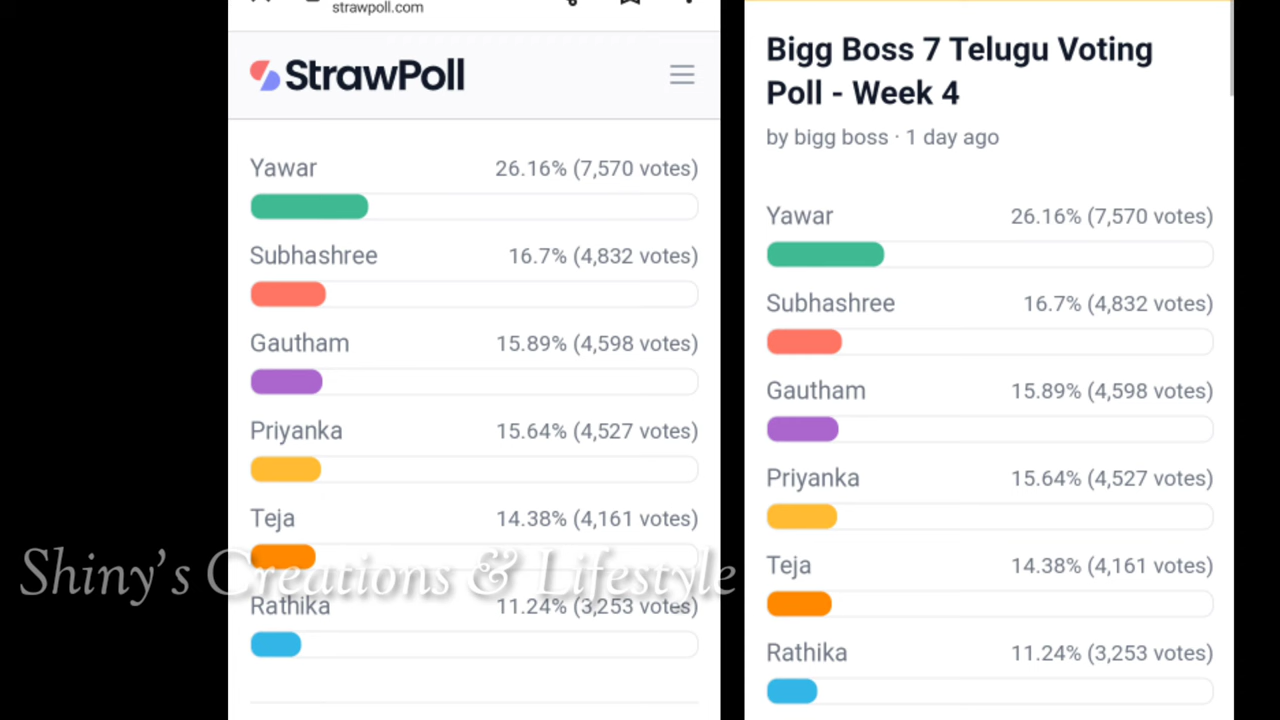 strawpoll.com
StrawPoll
Yawar 26.16% (7,570 votes)
Subhashree 16.7% (4,832 votes)
Gautham 15.89% (4,598 votes)
Priyanka 15.64% (4,527 votes)
Teja 14.38% (4,161 votes)
Rathika 11.24% (3,253 votes)
Shiny's Creations & Lifestyle
Bigg Boss 7 Telugu Voting
Poll - Week 4
by bigg boss · 1 day ago
Yawar 26.16% (7,570 votes)
Subhashree 16.7% (4,832 votes)
Gautham 15.89% (4,598 votes)
Priyanka 15.64% (4,527 votes)
Teja 14.38% (4,161 votes)
Rathika 11.24% (3,253 votes)